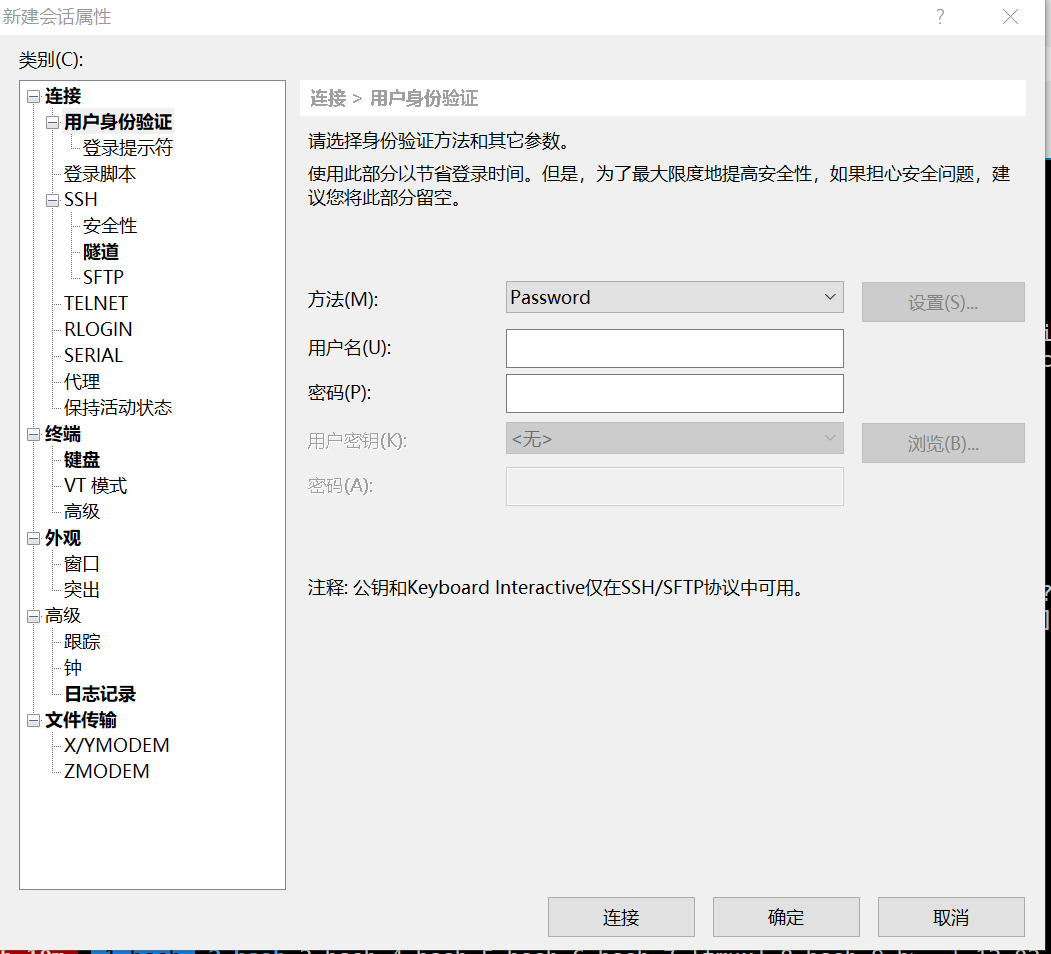 新建会话属性
类别(C):
连接
用户身份验证
登录提示符
登录脚本
SSH
安全性
隧道
SFTP
TELNET
RLOGIN
SERIAL
代理
保持活动状态
终端
键盘
VT 模式
高级
外观
窗口
突出
高级
跟踪
钟
日志记录
文件传输
X/YMODEM
ZMODEM
连接 > 用户身份验证
请选择身份验证方法和其它参数。
使用此部分以节省登录时间。但是，为了最大限度地提高安全性，如果担心安全问题，建
议您将此部分留空。
方法(M):
Password
设置(S)...
用户名(U):
密码(P):
用户密钥(K):
<无>
浏览(B)...
密码(A):
注释: 公钥和Keyboard Interactive仅在SSH/SFTP协议中可用。
连接
确定
取消